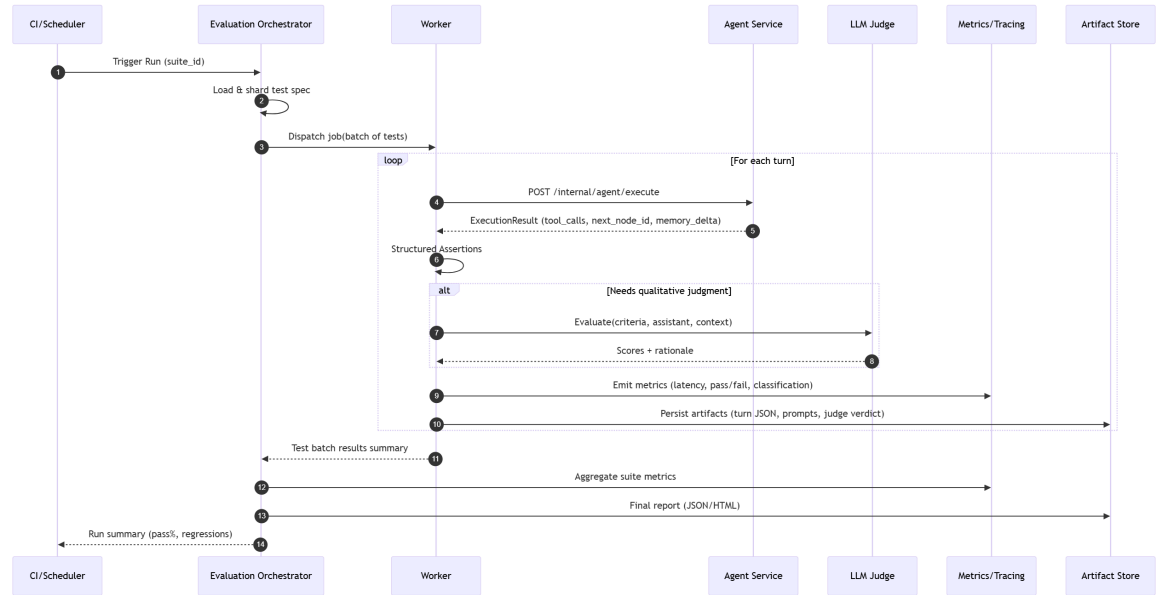 CI/Scheduler
Evaluation Orchestrator
Worker
Agent Service
LLM Judge
Metrics/Tracing
Artifact Store
Trigger Run (suite_id)
1
Load & shard test spec
2
Dispatch job(batch of tests)
3
loop
[For each turn]
POST /internal/agent/execute
4
ExecutionResult (tool_calls, next_node_id, memory_delta)
5
Structured Assertions
6
alt
[Needs qualitative judgment]
Evaluate(criteria, assistant, context)
7
Scores + rationale
8
Emit metrics (latency, pass/fail, classification)
9
Persist artifacts (turn JSON, prompts, judge verdict)
10
Test batch results summary
11
Aggregate suite metrics
12
Final report (JSON/HTML)
13
Run summary (pass%, regressions)
14
CI/Scheduler
Evaluation Orchestrator
Worker
Agent Service
LLM Judge
Metrics/Tracing
Artifact Store